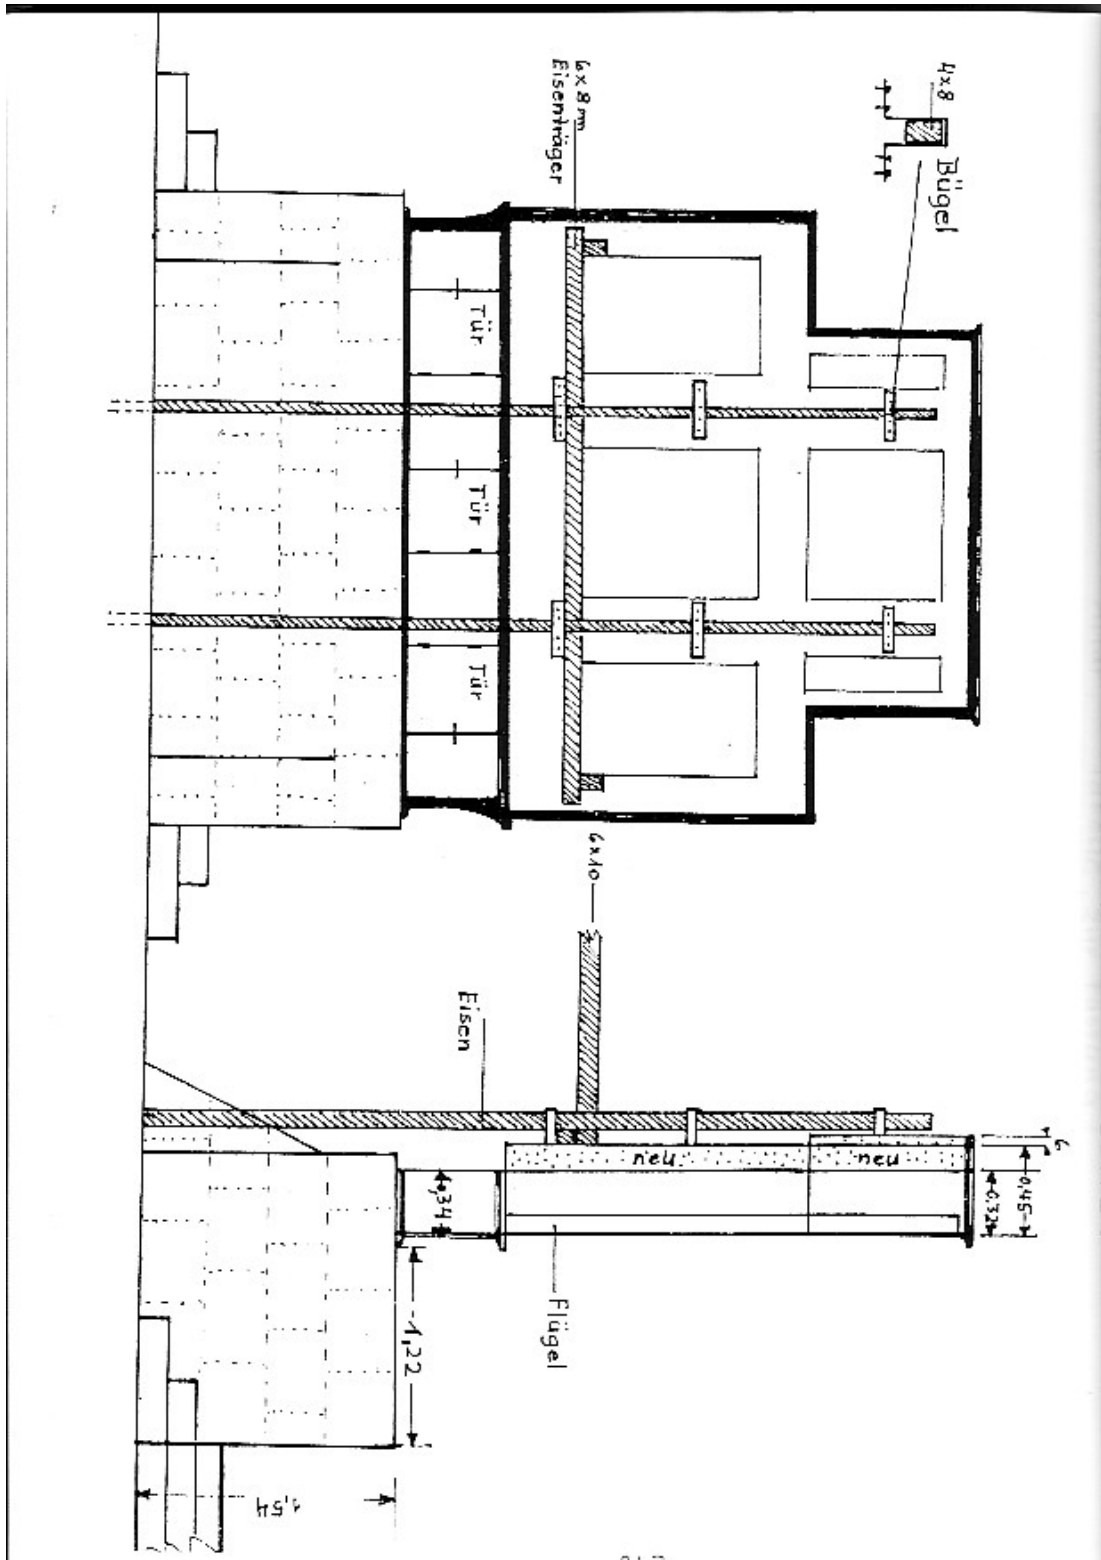 4x8
Bügel
6x8 cm
Eisenträger
Tür
Tür
Tür
6x10
Eisen
neu
neu
6
0,45
0,32
0,34
Flügel
1,22
1,54